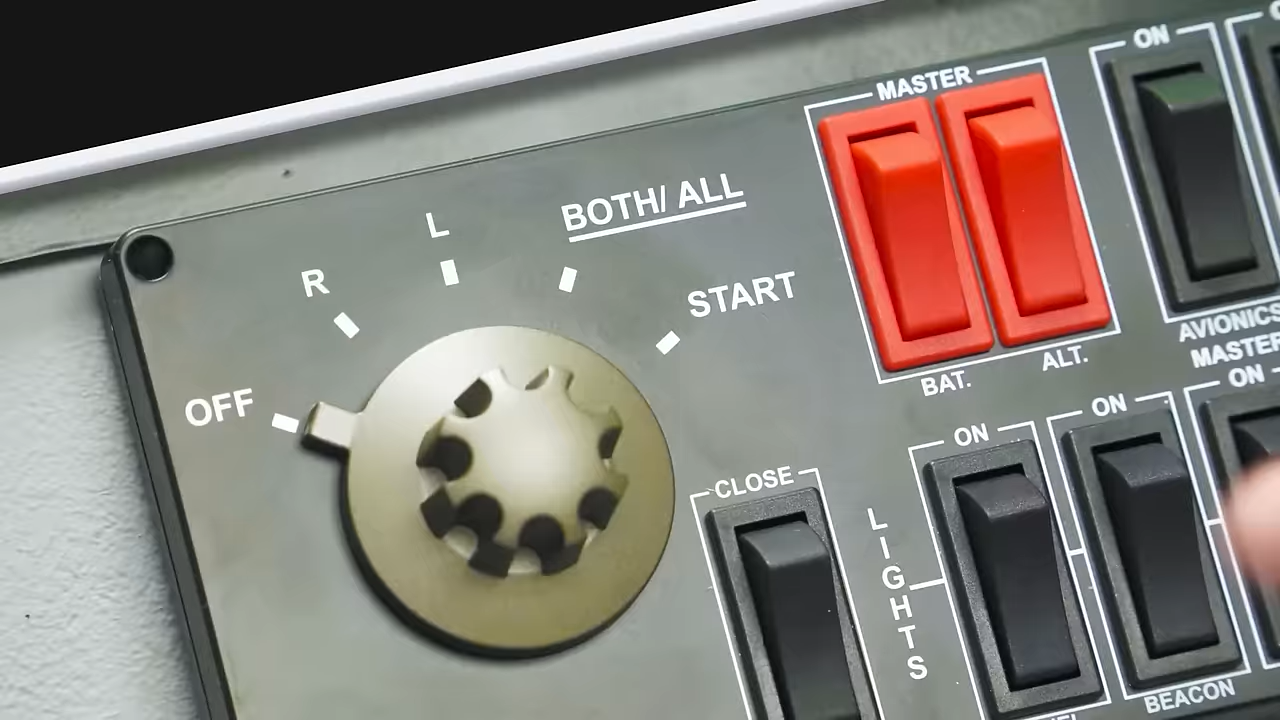 MASTER
ON
BOTH/ ALL
L
R
START
OFF
BAT.
ALT.
AVIONICS
MASTER
ON
ON
ON
CLOSE
LIGHTS
BEACON